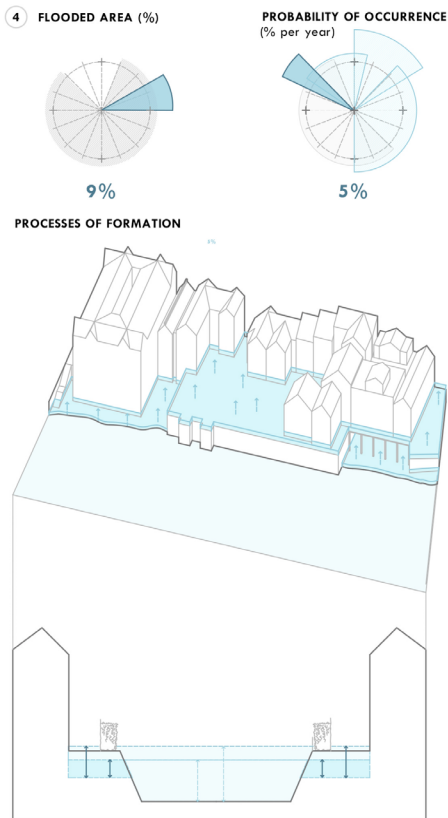 4 FLOODED AREA (%)
PROBABILITY OF OCCURRENCE
(% per year)
9%
5%
PROCESSES OF FORMATION